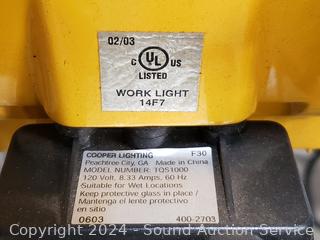 02/03
C UL US
LISTED
WORK LIGHT
14F7
COOPER LIGHTING F30
Peachtree City, GA Made in China
MODEL NUMBER: TQS1000
120 Volt, 8.33 Amps, 60 Hz
Suitable for Wet Locations
Keep protective glass in place /
Mantenga el lente protectivo
en sitio
0603 400-2703
Copyright 2024 - Sound Auction Service